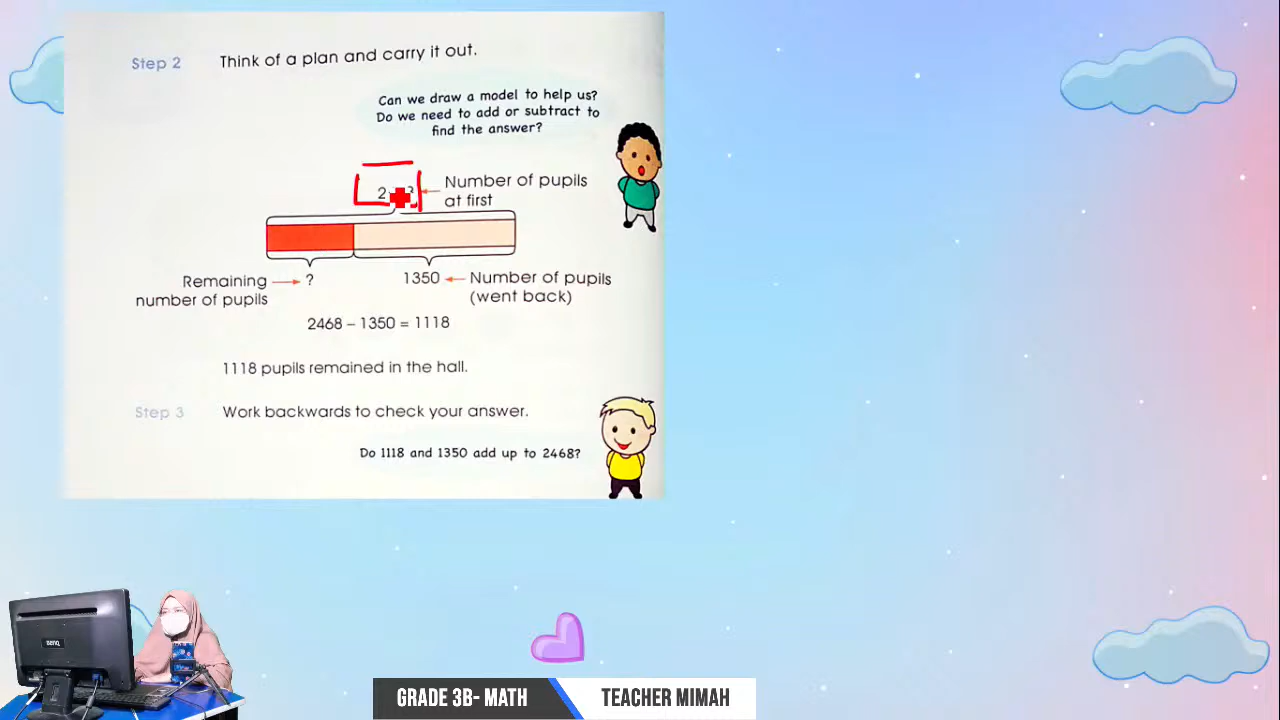 Step 2 Think of a plan and carry it out.
Can we draw a model to help us?
Do we need to add or subtract to
find the answer?
Number of pupils
at first
Remaining → ? 1350 ← Number of pupils
number of pupils (went back)
2468 – 1350 = 1118
1118 pupils remained in the hall.
Step 3 Work backwards to check your answer.
Do 1118 and 1350 add up to 2468?
BENQ
GRADE 3B- MATH TEACHER MIMAH